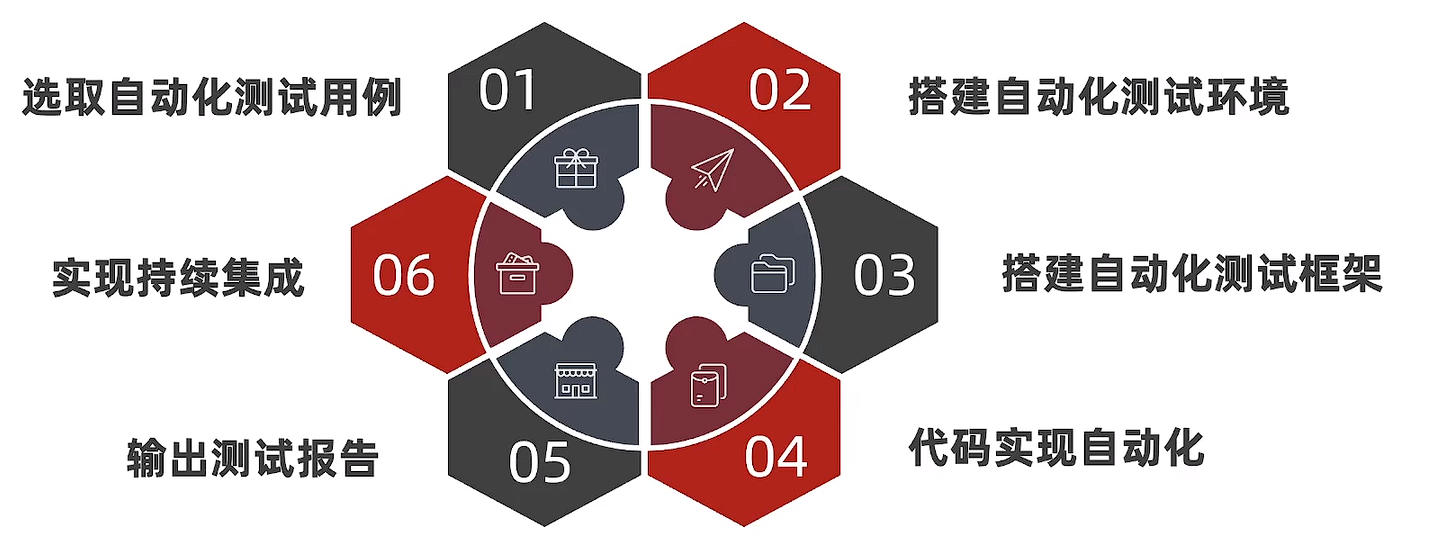 01
选取自动化测试用例
02
搭建自动化测试环境
03
搭建自动化测试框架
04
代码实现自动化
05
输出测试报告
06
实现持续集成